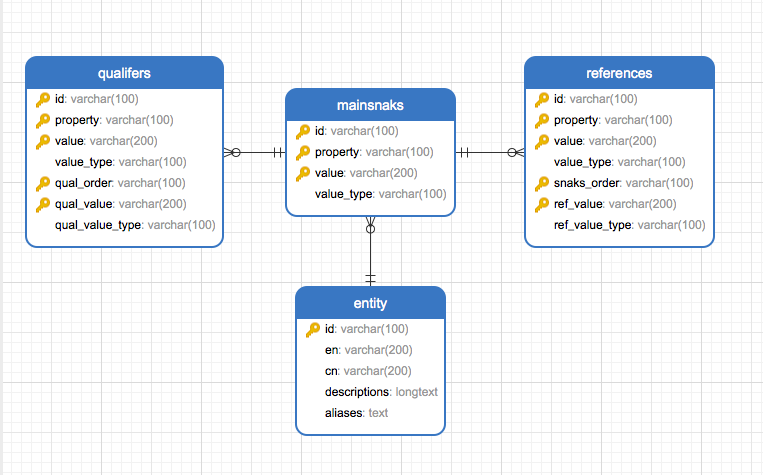 qualifers
id: varchar(100)
property: varchar(100)
value: varchar(200)
value_type: varchar(100)
qual_order: varchar(100)
qual_value: varchar(200)
qual_value_type: varchar(100)
mainsnaks
id: varchar(100)
property: varchar(100)
value: varchar(200)
value_type: varchar(100)
references
id: varchar(100)
property: varchar(100)
value: varchar(200)
value_type: varchar(100)
snaks_order: varchar(100)
ref_value: varchar(200)
ref_value_type: varchar(100)
entity
id: varchar(100)
en: varchar(200)
cn: varchar(200)
descriptions: longtext
aliases: text